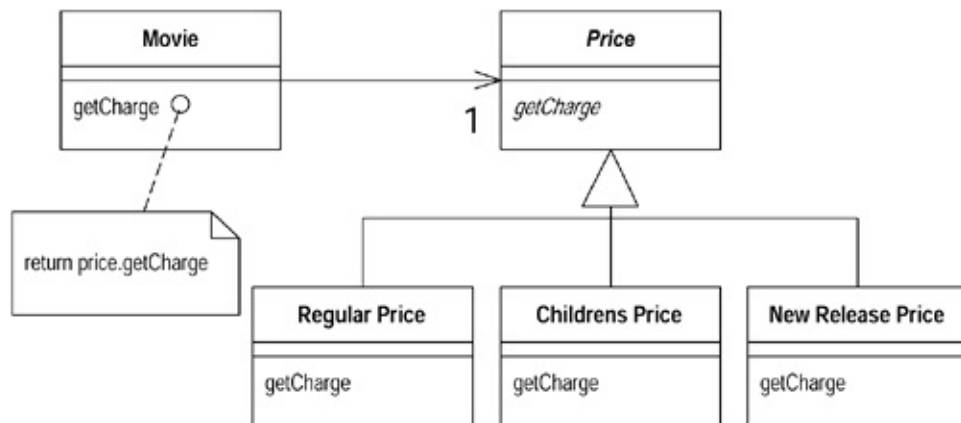 Movie
Price
getCharge
1
getCharge
return price.getCharge
Regular Price
Childrens Price
New Release Price
getCharge
getCharge
getCharge